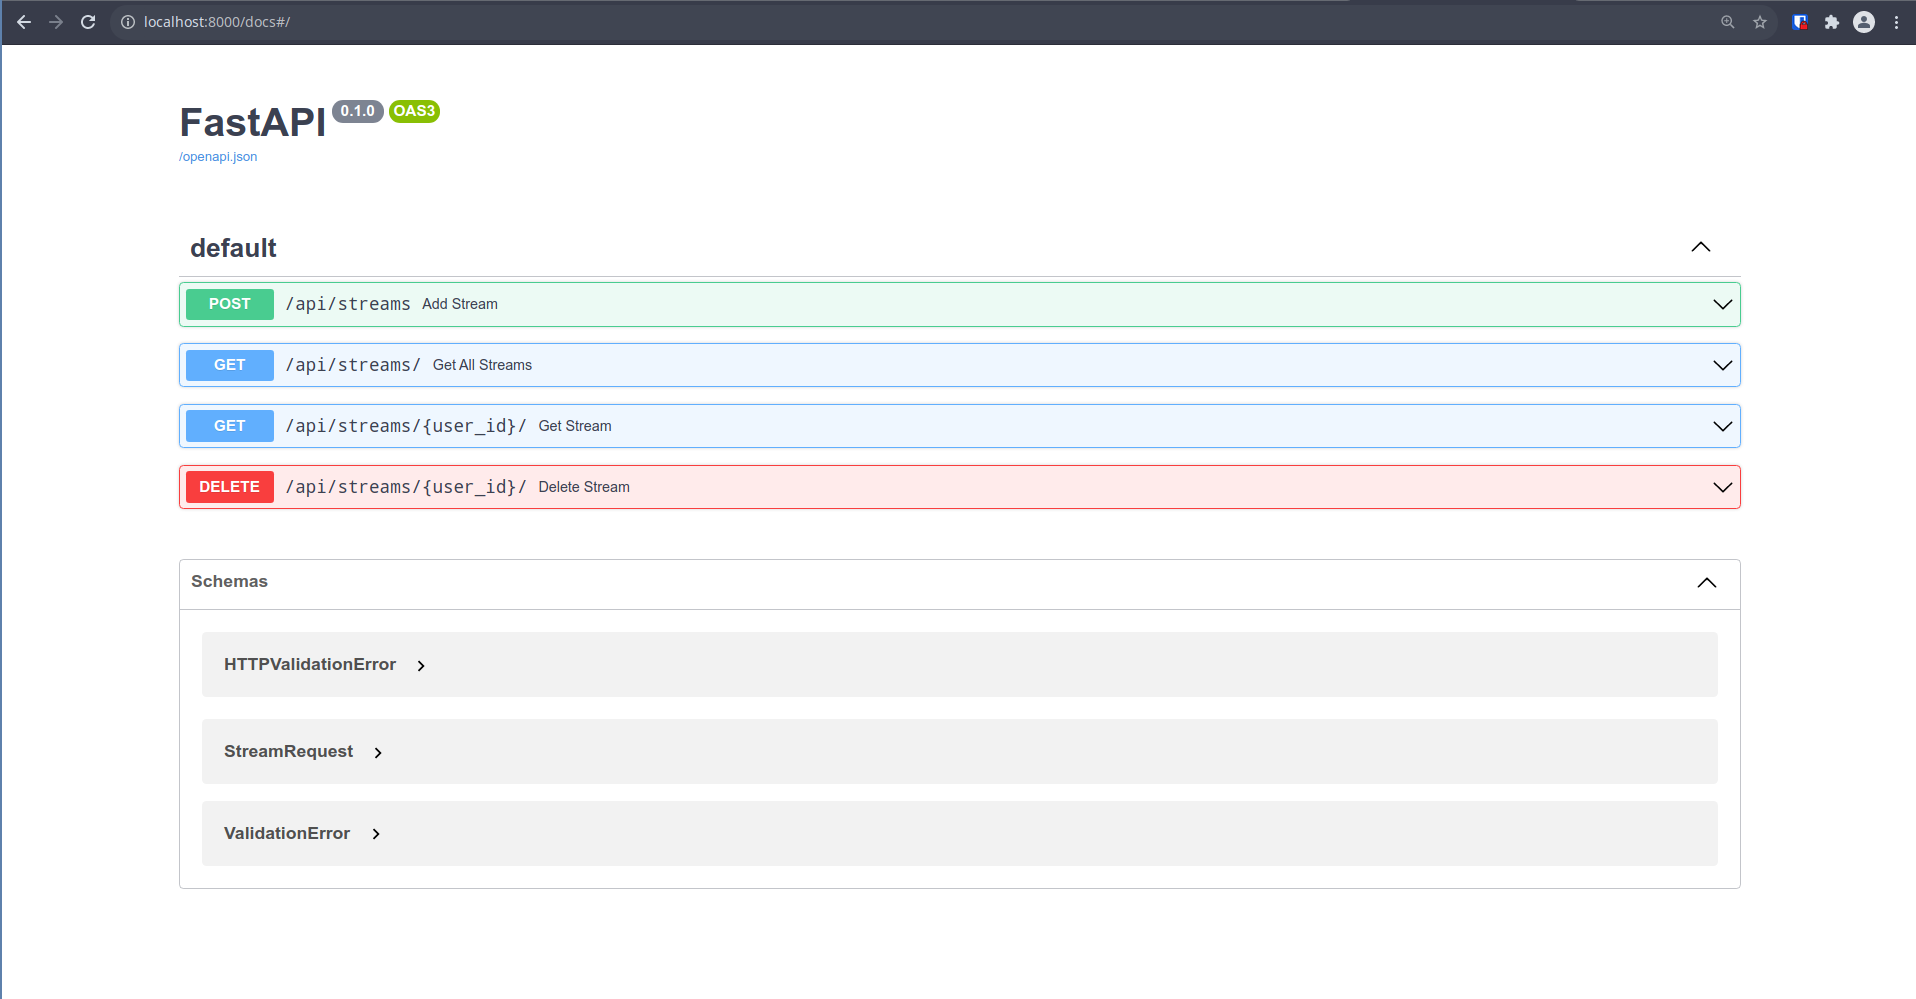 localhost:8000/docs#/
FastAPI 0.1.0 OAS3
/openapi.json
default
POST /api/streams Add Stream
GET /api/streams/ Get All Streams
GET /api/streams/{user_id}/ Get Stream
DELETE /api/streams/{user_id}/ Delete Stream
Schemas
HTTPValidationError
StreamRequest
ValidationError